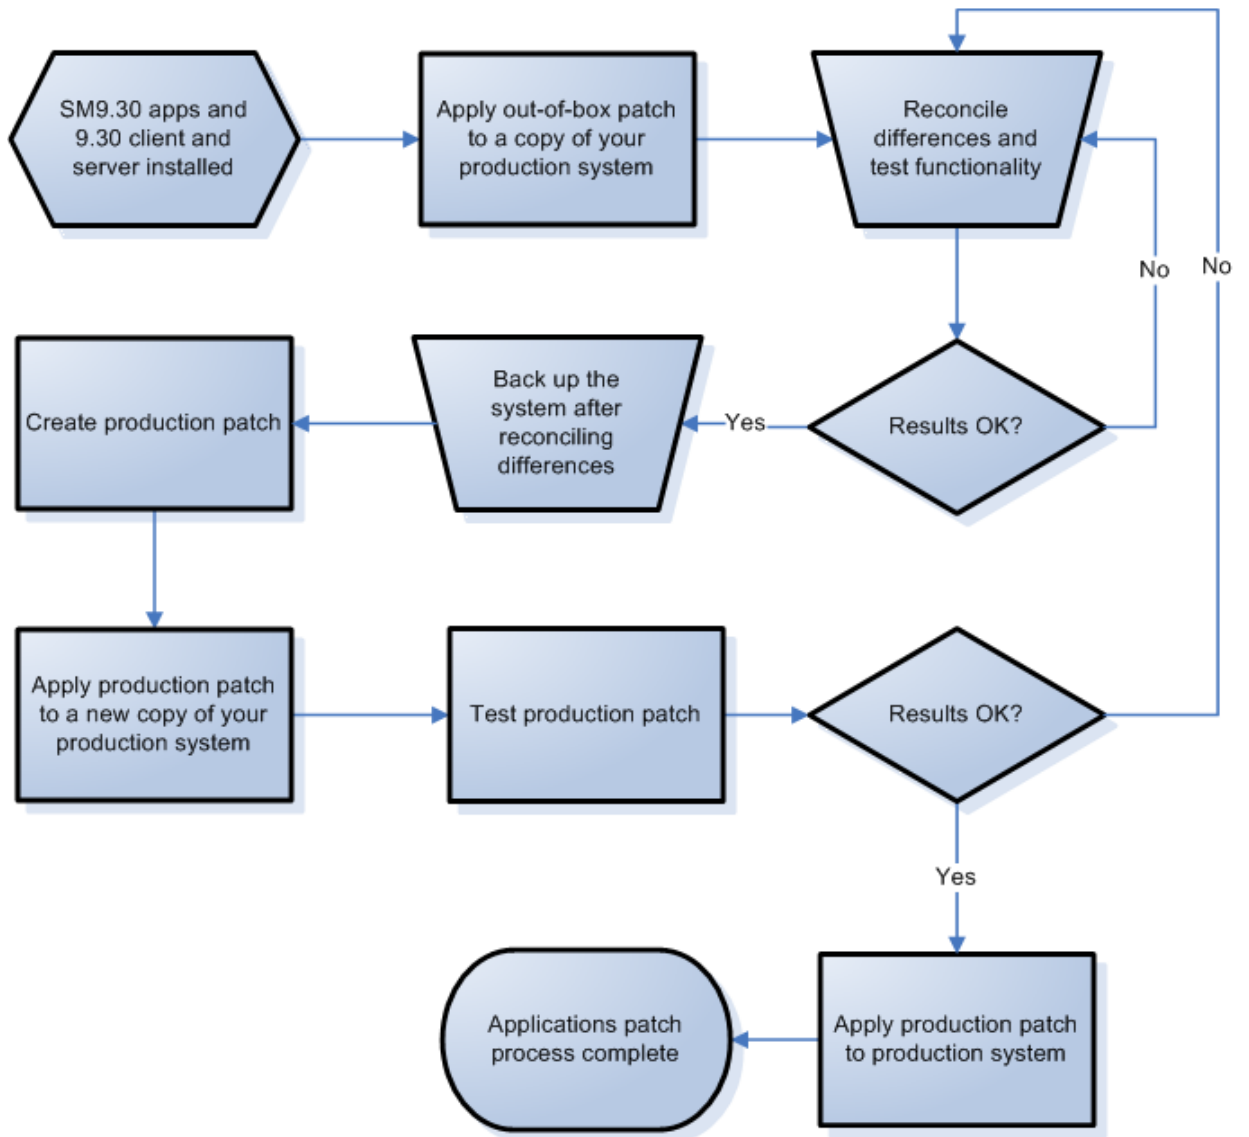 SM9.30 apps and
9.30 client and
server installed
Apply out-of-box patch
to a copy of your
production system
Reconcile
differences and
test functionality
No
No
Create production patch
Back up the
system after
reconciling
differences
Yes
Results OK?
Apply production patch
to a new copy of your
production system
Test production patch
Results OK?
Yes
Applications patch
process complete
Apply production patch
to production system